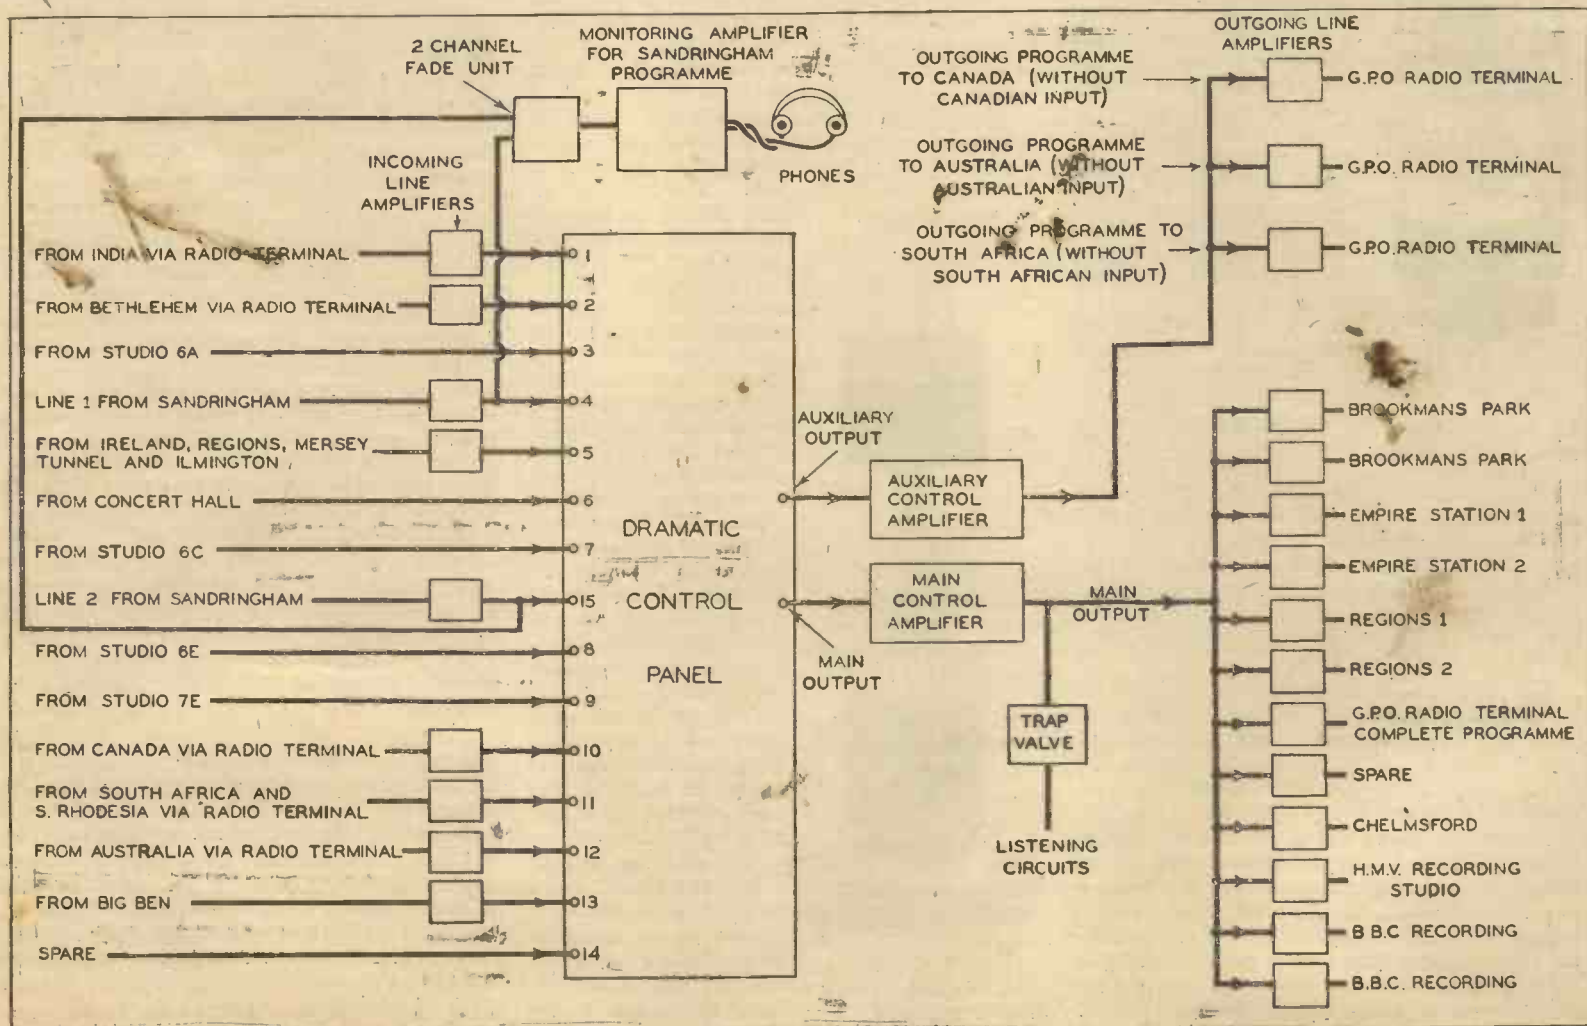 2 CHANNEL
FADE UNIT
MONITORING AMPLIFIER
FOR SANDRINGHAM
PROGRAMME
PHONES
INCOMING
LINE
AMPLIFIERS
FROM INDIA VIA RADIO TERMINAL
1
FROM BETHLEHEM VIA RADIO TERMINAL
2
FROM STUDIO 6A
3
LINE 1 FROM SANDRINGHAM
4
FROM IRELAND, REGIONS, MERSEY
TUNNEL AND ILMINGTON
5
FROM CONCERT HALL
6
FROM STUDIO 6C
7
LINE 2 FROM SANDRINGHAM
15
FROM STUDIO 6E
8
FROM STUDIO 7E
9
FROM CANADA VIA RADIO TERMINAL
10
FROM SOUTH AFRICA AND
S. RHODESIA VIA RADIO TERMINAL
11
FROM AUSTRALIA VIA RADIO TERMINAL
12
FROM BIG BEN
13
SPARE
14
DRAMATIC
CONTROL
PANEL
AUXILIARY
OUTPUT
MAIN
OUTPUT
AUXILIARY
CONTROL
AMPLIFIER
MAIN
CONTROL
AMPLIFIER
MAIN
OUTPUT
TRAP
VALVE
LISTENING
CIRCUITS
OUTGOING LINE
AMPLIFIERS
OUTGOING PROGRAMME
TO CANADA (WITHOUT
CANADIAN INPUT)
G.P.O RADIO TERMINAL
OUTGOING PROGRAMME
TO AUSTRALIA (WITHOUT
AUSTRALIAN INPUT)
G.P.O. RADIO TERMINAL
OUTGOING PROGRAMME TO
SOUTH AFRICA (WITHOUT
SOUTH AFRICAN INPUT)
G.P.O. RADIO TERMINAL
BROOKMANS PARK
BROOKMANS PARK
EMPIRE STATION 1
EMPIRE STATION 2
REGIONS 1
REGIONS 2
G.P.O. RADIO TERMINAL
COMPLETE PROGRAMME
SPARE
CHELMSFORD
H.M.V. RECORDING
STUDIO
B B.C RECORDING
B.B.C. RECORDING